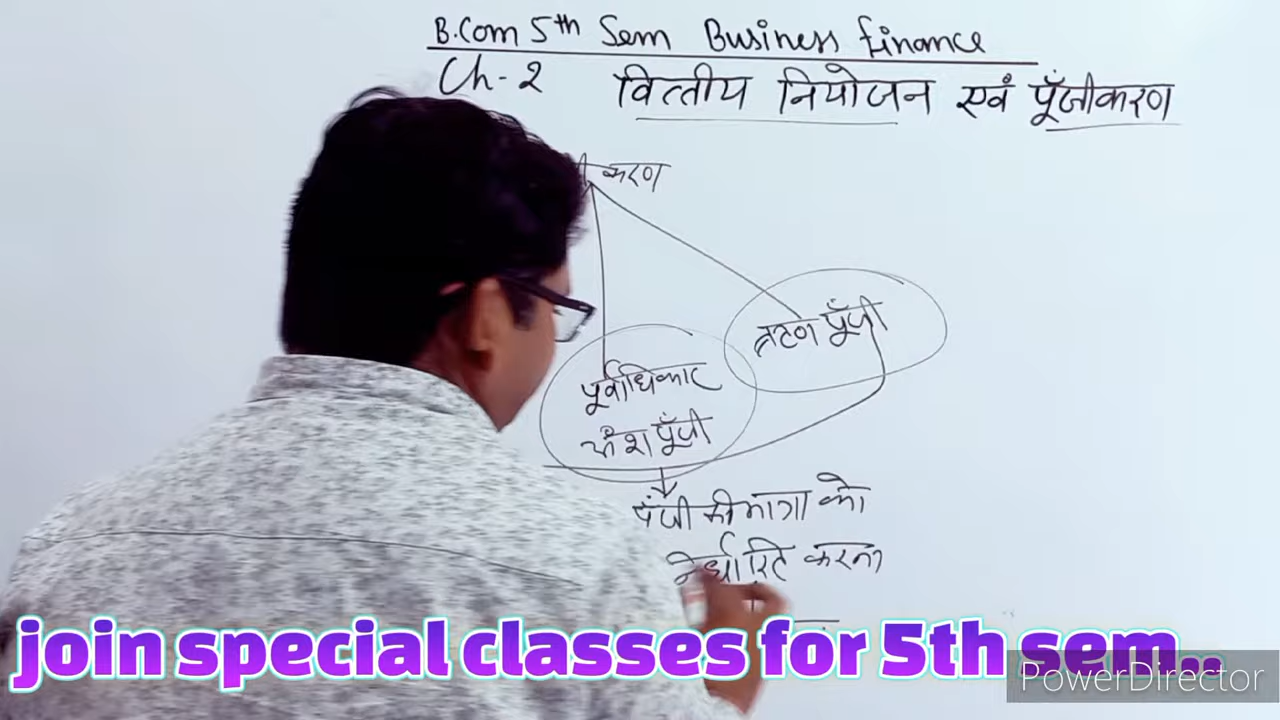 B.Com 5th Sem Business finance
Ch-2 वित्तीय नियोजन एवं पूँजीकरण
करण
ऋण पूँजी
पूर्वाधिकार
अंश पूँजी
पूंजी की मात्रा को
करना
join special classes for 5th sem...
PowerDirector